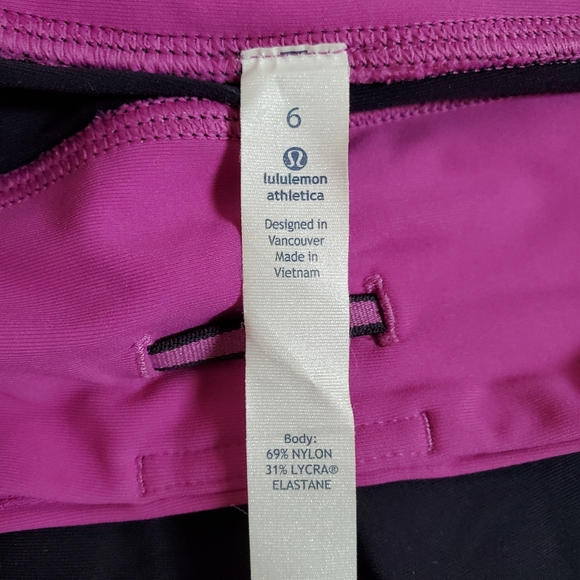 6
lululemon
athletica
Designed in
Vancouver
Made in
Vietnam
Body:
69% NYLON
31% LYCRA®
ELASTANE